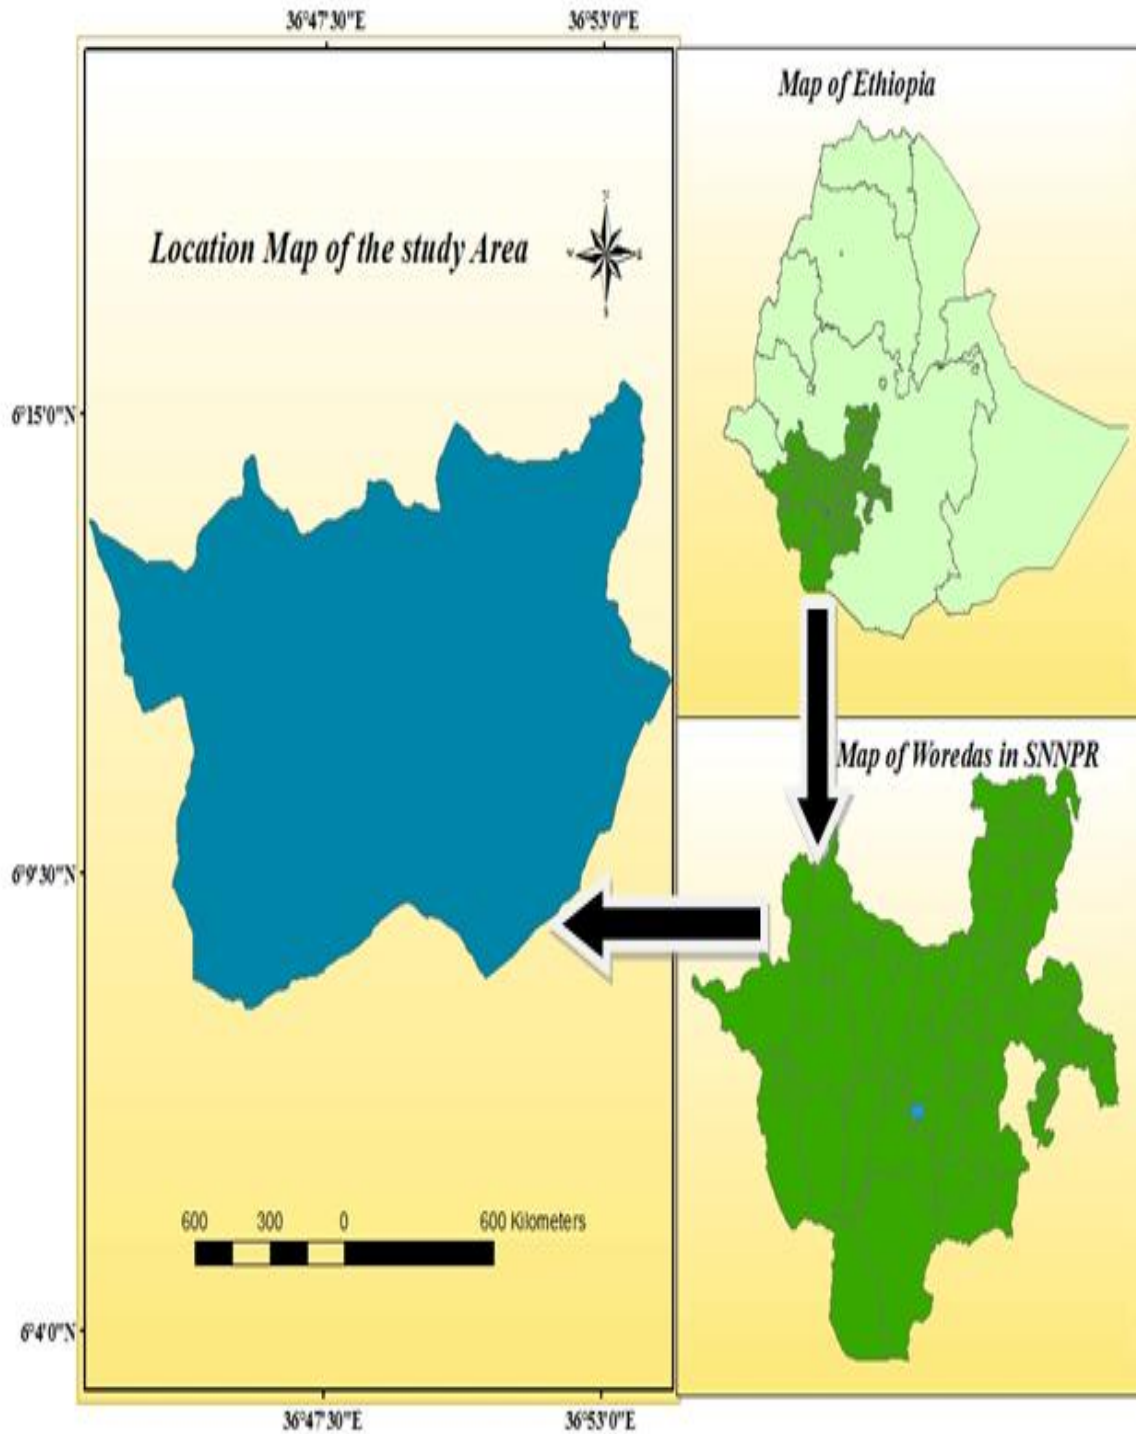 36°47'30"E 36°53'0"E
Map of Ethiopia
Location Map of the study Area
6°15'0"N
Map of Woredas in SNNPR
6°9'30"N
600 300 0 600 Kilometers
6°4'0"N
36°47'30"E 36°53'0"E